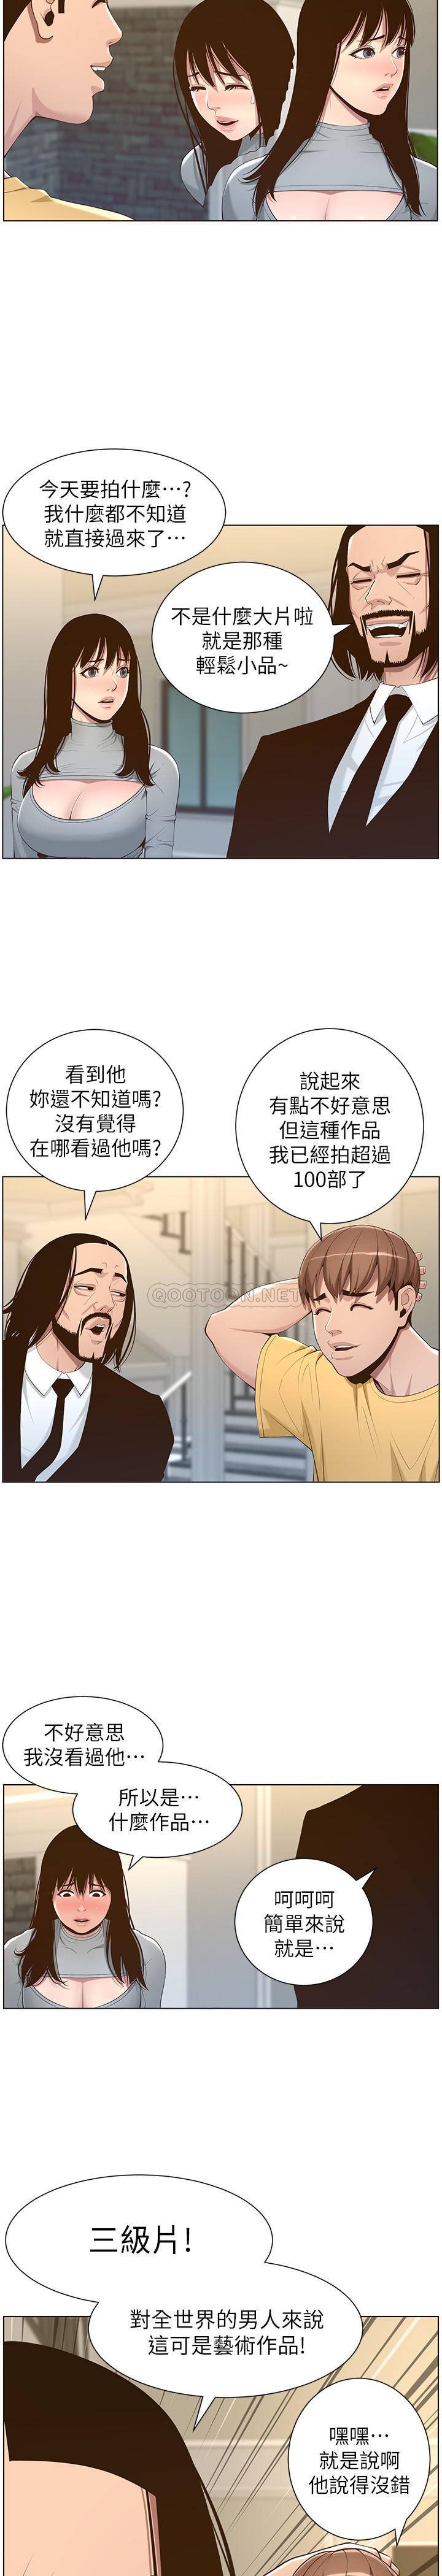 今天要拍什麼⋯?
我什麼都不知道
就直接過來了⋯
不是什麼大片啦
就是那種
輕鬆小品~
看到他
妳還不知道嗎?
沒有覺得
在哪看過他嗎?
說起來
有點不好意思
但這種作品
我已經拍超過
100部了
QOOTOON.NET
不好意思
我沒看過他⋯
所以是⋯
什麼作品⋯
呵呵呵
簡單來說
就是⋯
三級片!
對全世界的男人來說
這可是藝術作品!
嘿嘿⋯
就是說啊
他說得沒錯